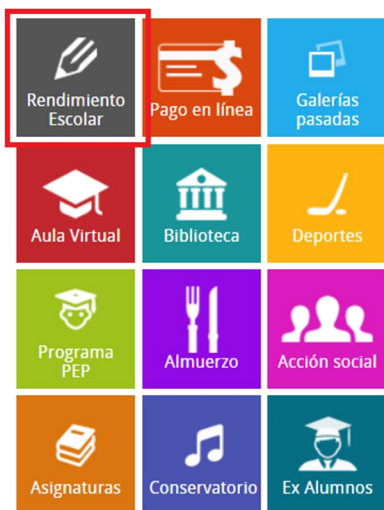 Rendimiento
Escolar
Pago en línea
Galerías
pasadas
Aula Virtual
Biblioteca
Deportes
Programa
PEP
Almuerzo
Acción social
Asignaturas
Conservatorio
Ex Alumnos